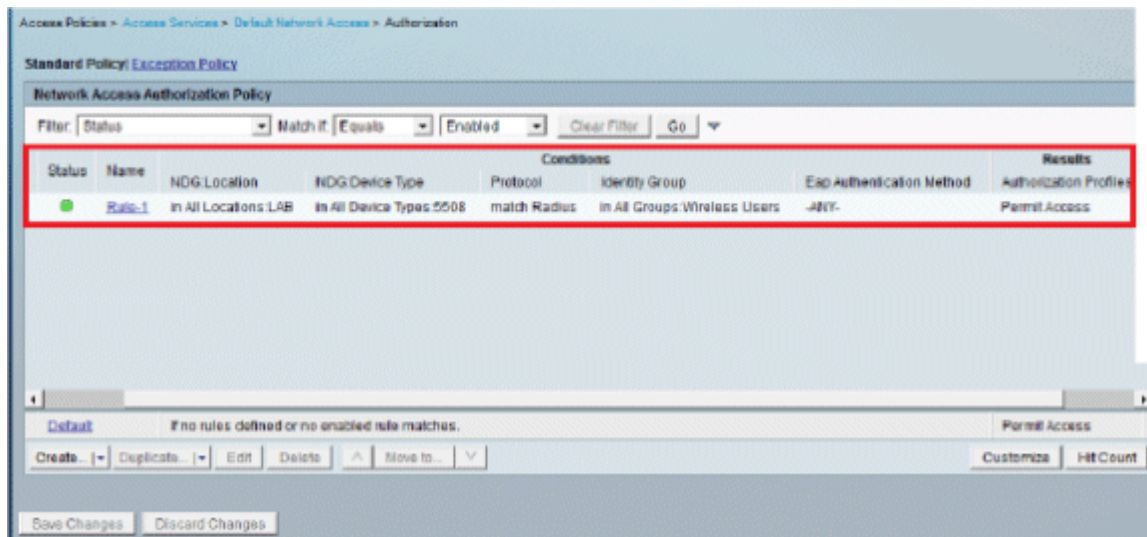 Access Policies > Access Services > Default Network Access > Authorization
Standard Policy| Exception Policy
Network Access Authorization Policy
Filter: Status Match if: Equals Enabled Clear Filter Go
Status Name Conditions Results
NDG:Location NDG:Device Type Protocol Identity Group Eap Authentication Method Authorization Profiles
Rule-1 in All Locations:LAB in All Device Types:5508 match Radius in All Groups:Wireless Users -ANY- Permit Access
Default If no rules defined or no enabled rule matches. Permit Access
Create... Duplicate... Edit Delete Move to... Customize Hit Count
Save Changes Discard Changes